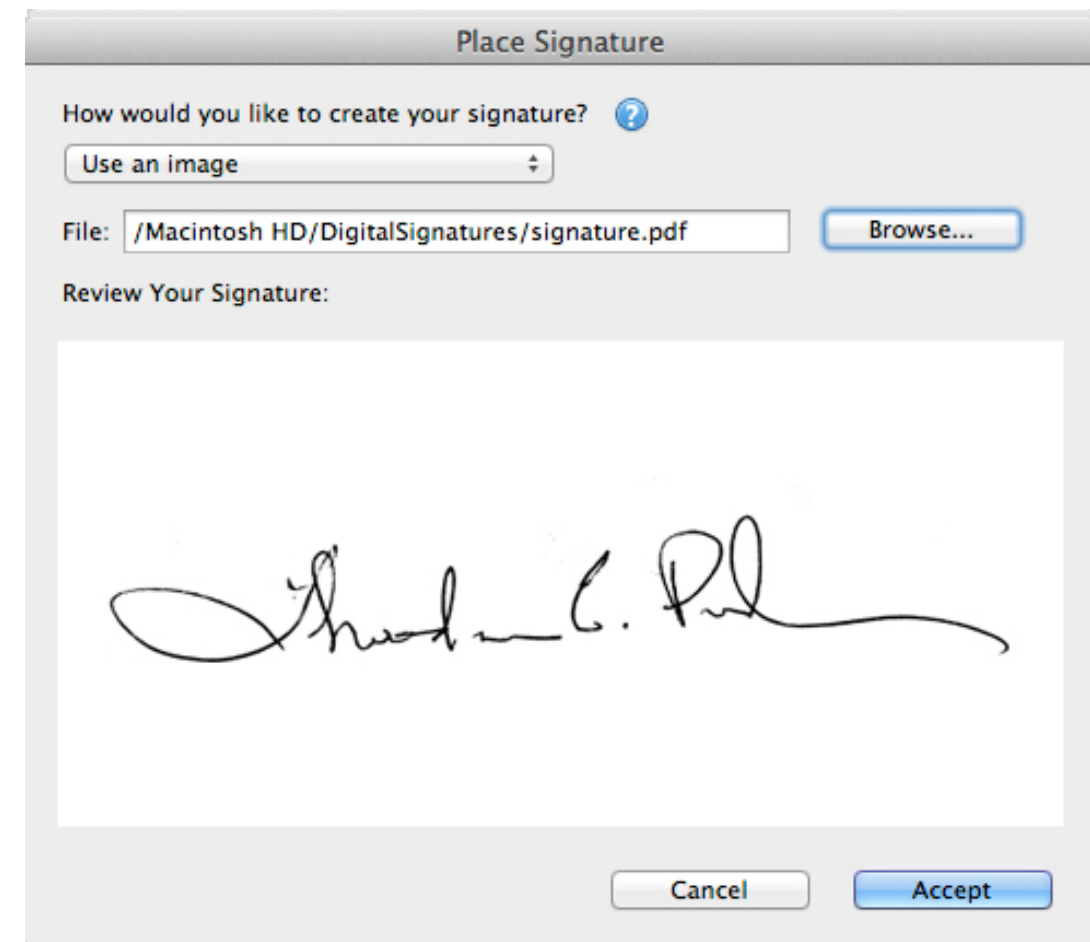 Place Signature
How would you like to create your signature? ?
Use an image
File: /Macintosh HD/DigitalSignatures/signature.pdf Browse...
Review Your Signature:
C.
Cancel Accept